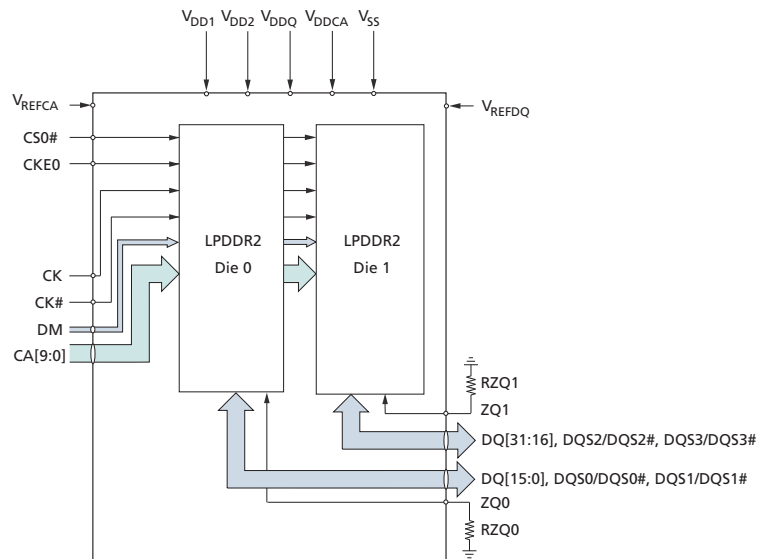 VDD1 VDD2 VDDQ VDDCA VSS
VREFCA
VREFDQ
CS0#
CKE0
LPDDR2
Die 0
LPDDR2
Die 1
CK
CK#
DM
CA[9:0]
RZQ1
ZQ1
DQ[31:16], DQS2/DQS2#, DQS3/DQS3#
DQ[15:0], DQS0/DQS0#, DQS1/DQS1#
ZQ0
RZQ0